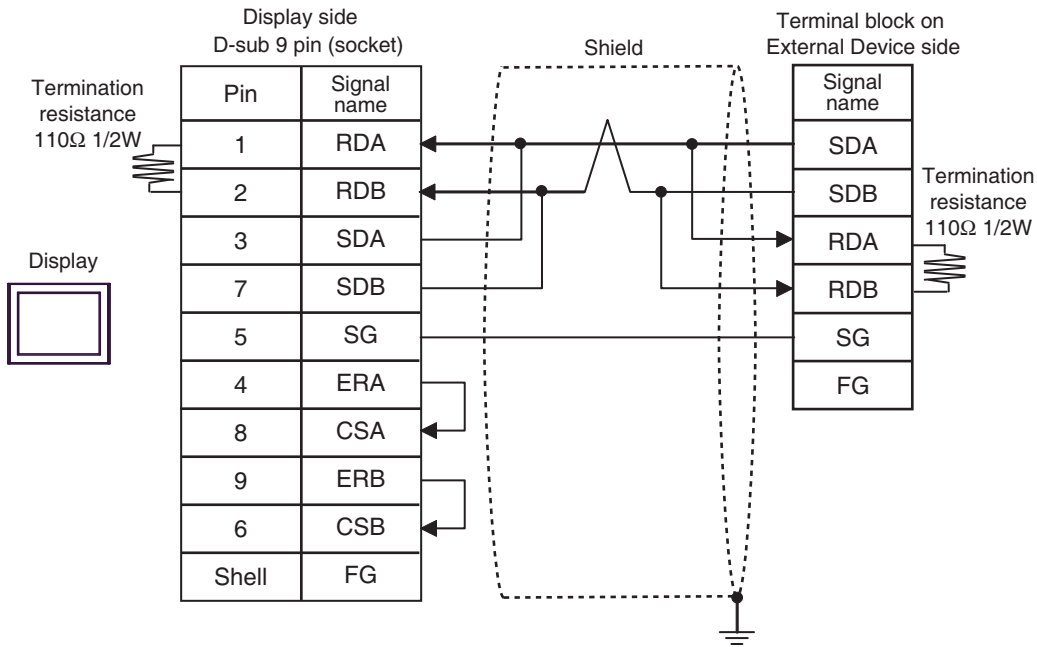 Display side
D-sub 9 pin (socket)
Shield
Terminal block on
External Device side
Termination
resistance
110Ω 1/2W
Pin
Signal
name
1
RDA
2
RDB
3
SDA
7
SDB
5
SG
4
ERA
8
CSA
9
ERB
6
CSB
Shell
FG
Display
Signal
name
SDA
SDB
RDA
RDB
SG
FG
Termination
resistance
110Ω 1/2W